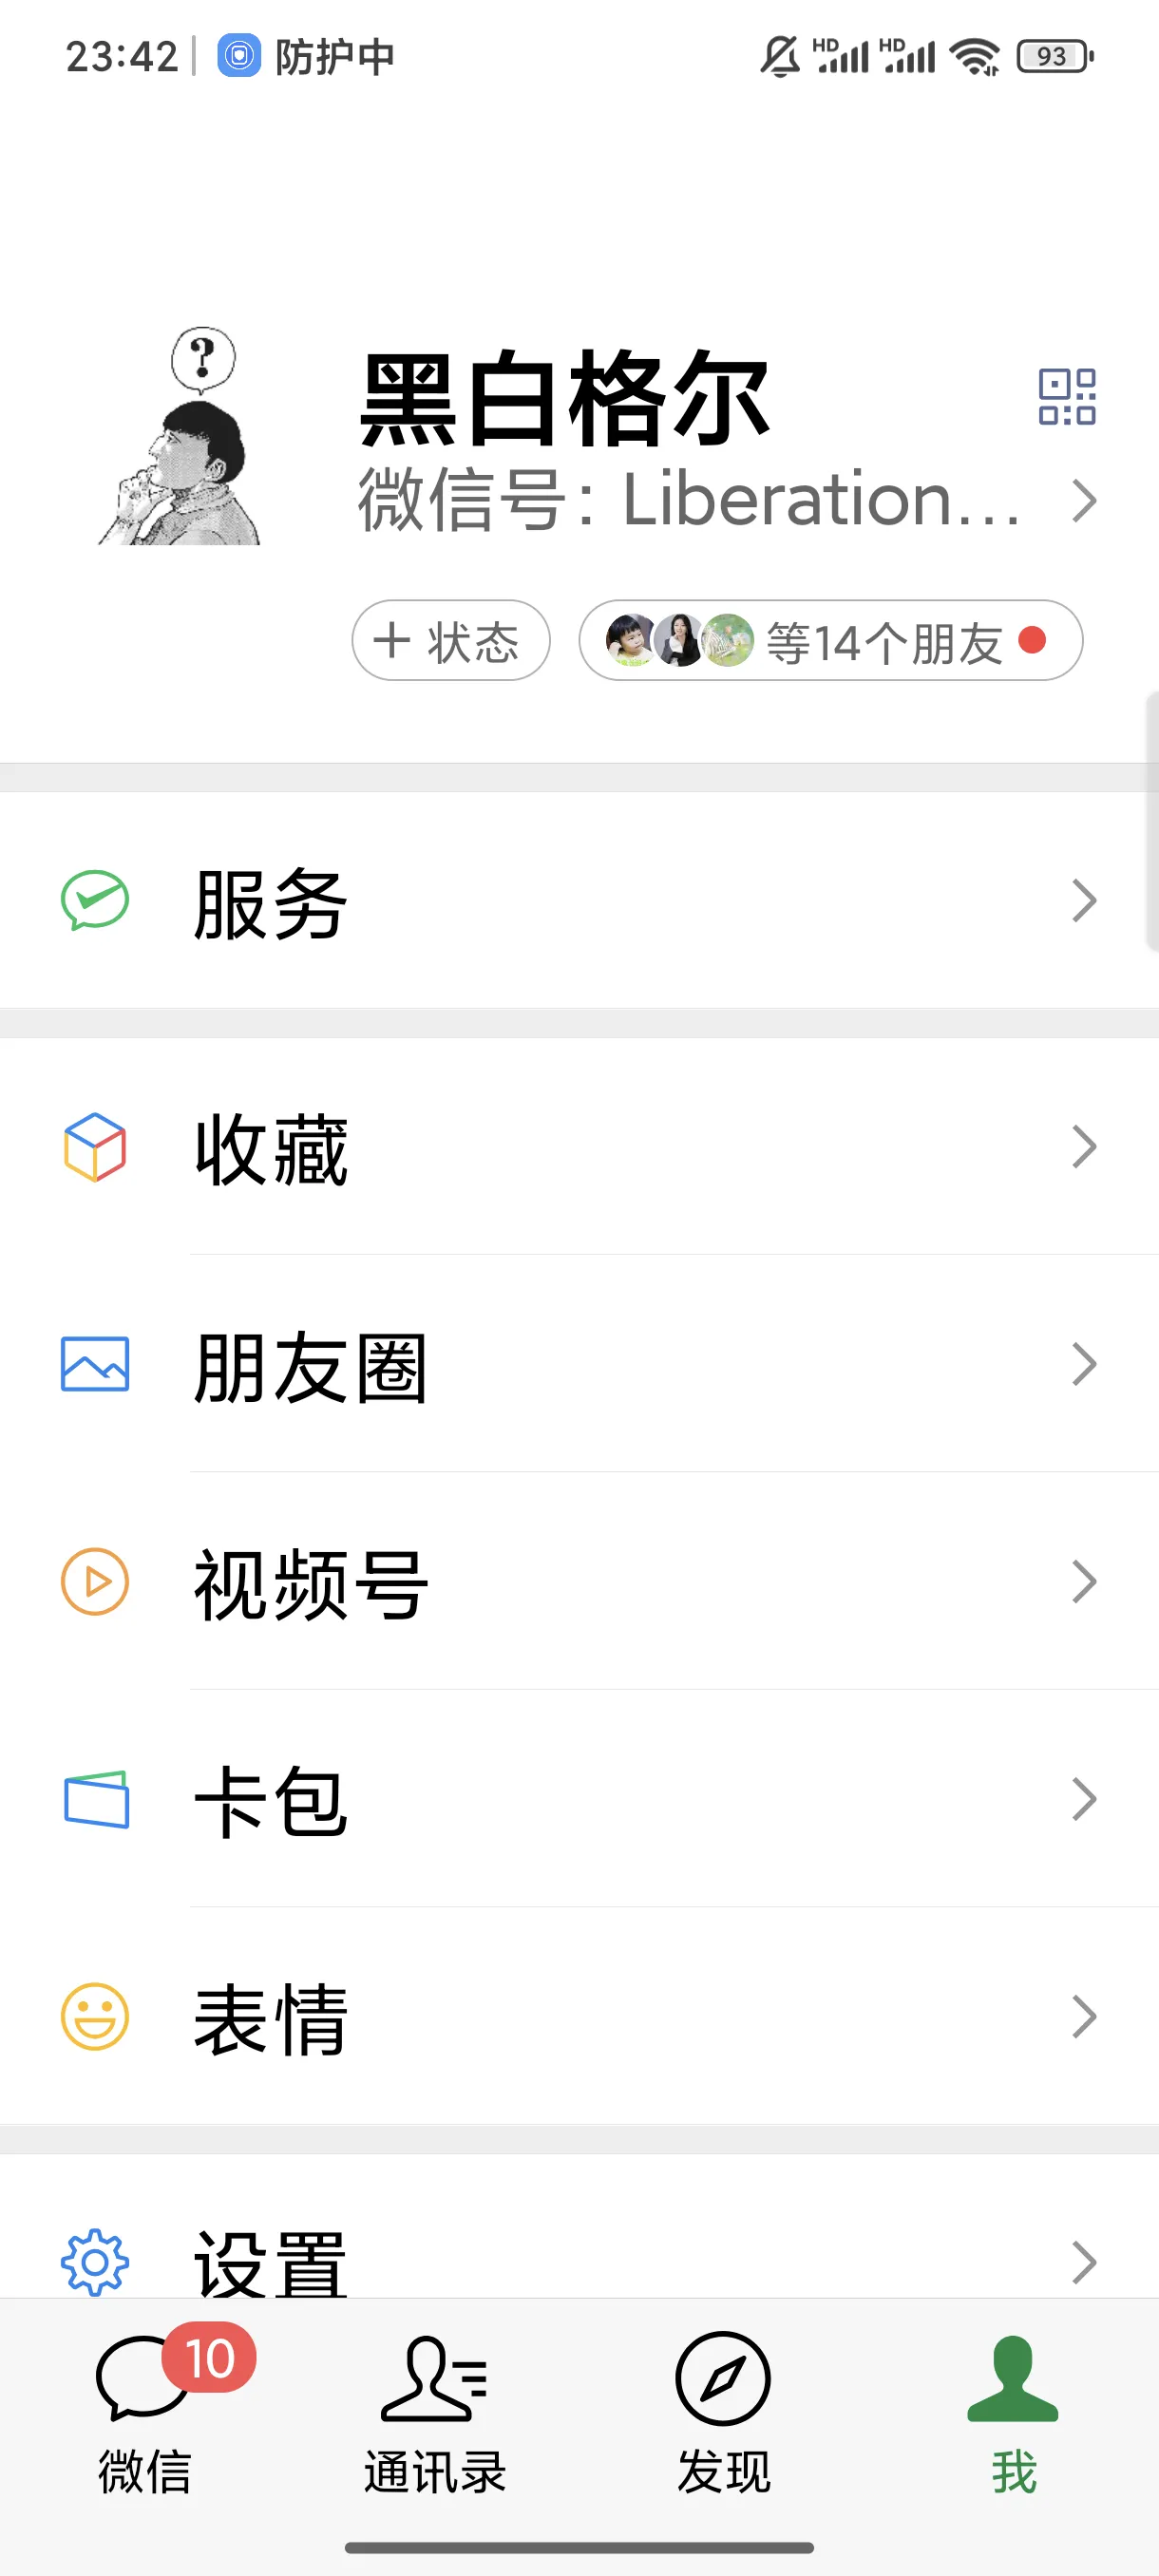 23:42 防护中 HD HD 93
?
黑白格尔
微信号: Liberation...
+ 状态 等14个朋友
服务
收藏
朋友圈
视频号
卡包
表情
设置
10
微信 通讯录 发现 我